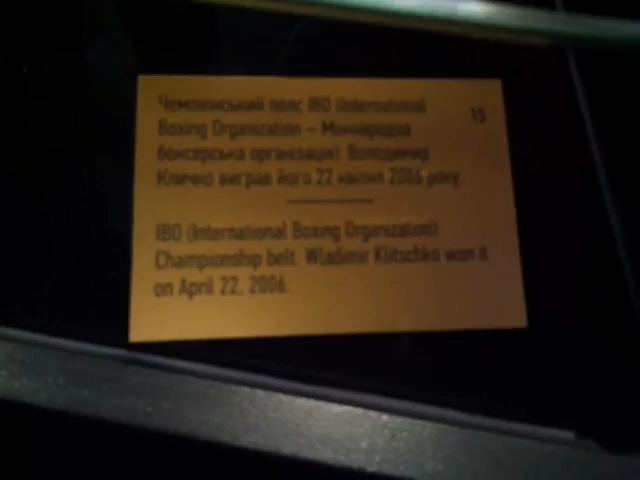 Чемпіонський пояс IBO (International
Boxing Organization – Міжнародна
боксерська організація). Володимир
Кличко виграв його 22 квітня 2006 року
15
IBO (International Boxing Organization)
Championship belt. Wladimir Klitschko won it
on April 22, 2006.